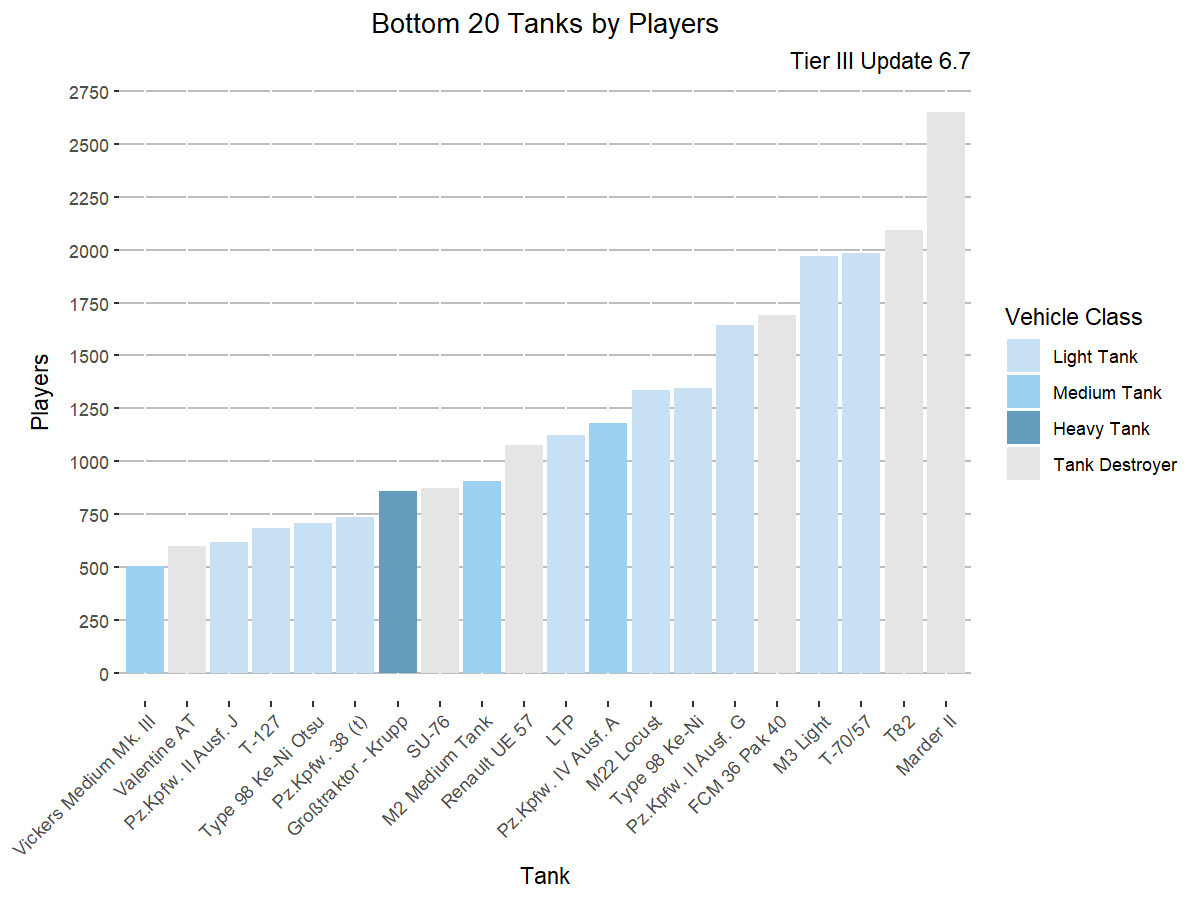 Bottom 20 Tanks by Players
Tier III Update 6.7
Players
2750
2500
2250
2000
1750
1500
1250
1000
750
500
250
0
Vickers Medium Mk. III
Valentine AT
Pz.Kpfw. II Ausf. J
T-127
Type 98 Ke-Ni Otsu
Pz.Kpfw. 38 (t)
Großtraktor - Krupp
SU-76
M2 Medium Tank
Renault UE 57
LTP
Pz.Kpfw. IV Ausf. A
M22 Locust
Type 98 Ke-Ni
Pz.Kpfw. II Ausf. G
FCM 36 Pak 40
M3 Light
T-70/57
T82
Marder II
Tank
Vehicle Class
Light Tank
Medium Tank
Heavy Tank
Tank Destroyer